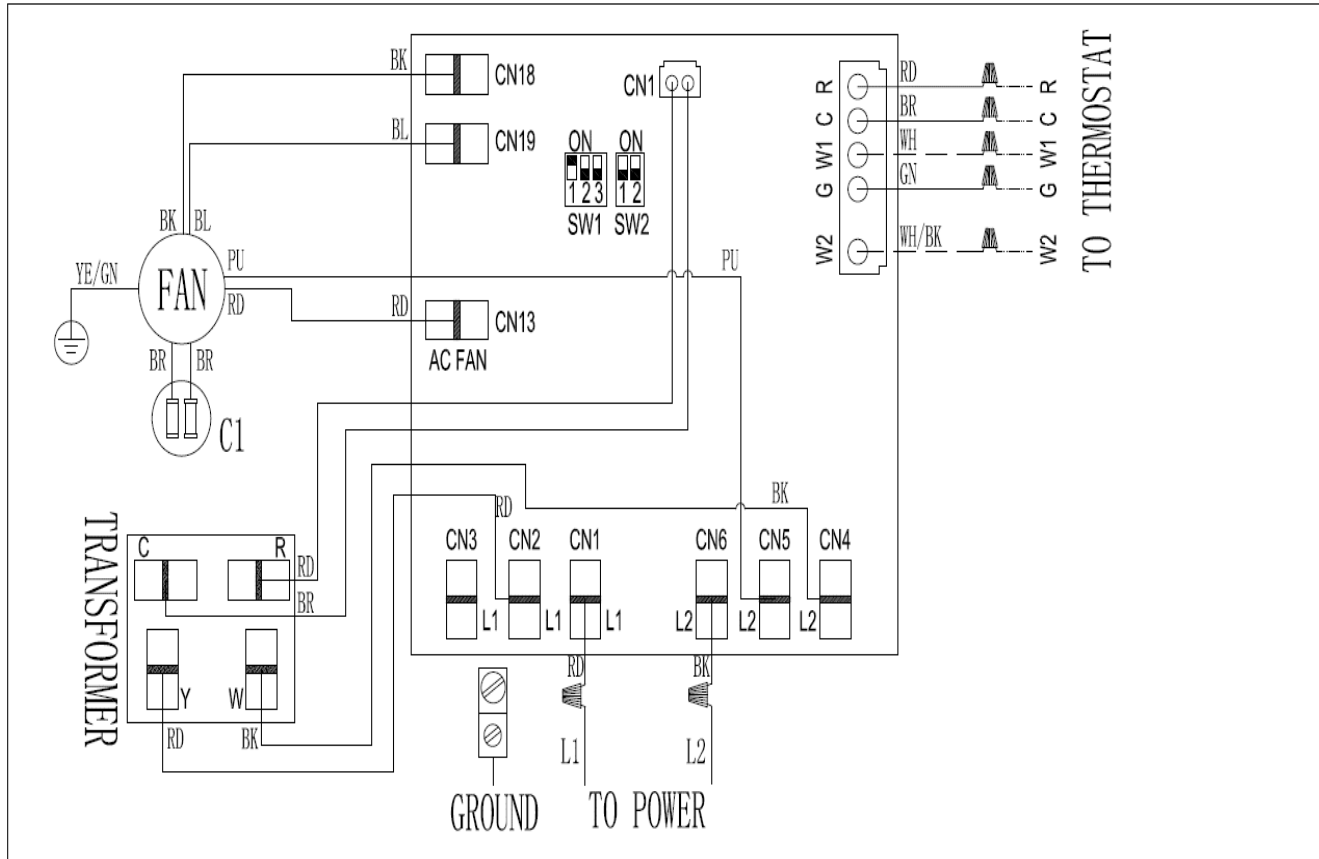 BK
CN18
BL
CN19
CN1
ON
ON
1 2 3
1 2
SW1
SW2
R
C
W1
G
W2
RD
BR
WH
GN
WH/BK
R
C
W1
G
W2
TO THERMOSTAT
BK
BL
YE/GN
FAN
PU
RD
PU
RD
CN13
AC FAN
BR
BR
C1
TRANSFORMER
C
R
RD
BR
Y
W
RD
BK
RD
BK
CN3
CN2
CN1
CN6
CN5
CN4
L1
L1
L1
L2
L2
L2
RD
BK
L1
L2
GROUND
TO POWER